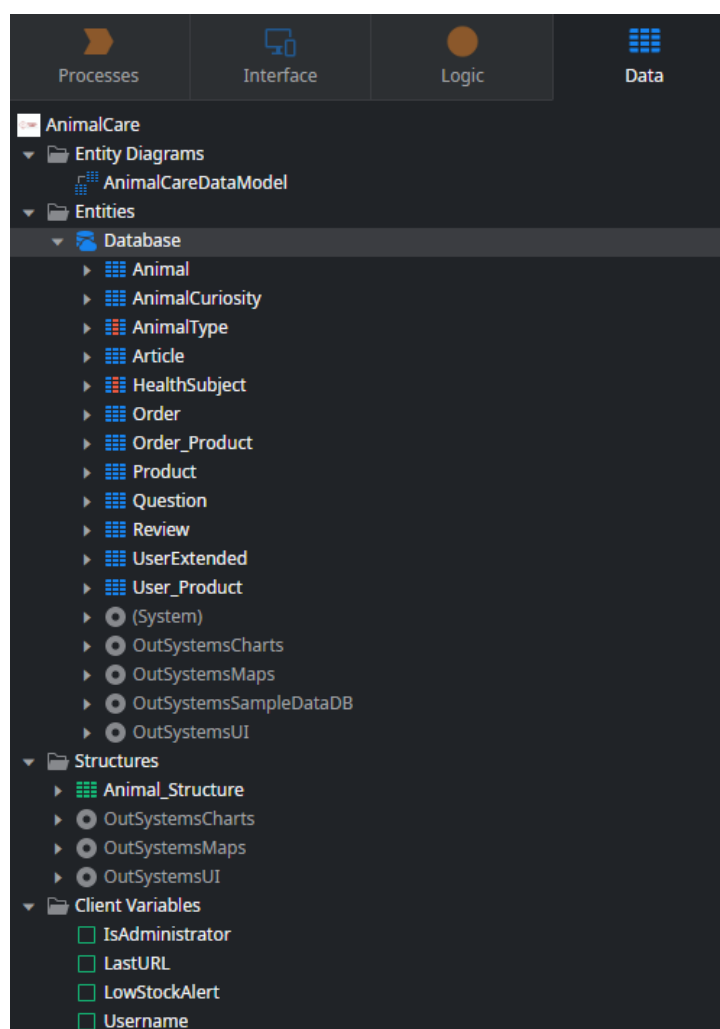 Processes Interface Logic Data
AnimalCare
Entity Diagrams
AnimalCareDataModel
Entities
Database
Animal
AnimalCuriosity
AnimalType
Article
HealthSubject
Order
Order_Product
Product
Question
Review
UserExtended
User_Product
(System)
OutSystemsCharts
OutSystemsMaps
OutSystemsSampleDataDB
OutSystemsUI
Structures
Animal_Structure
OutSystemsCharts
OutSystemsMaps
OutSystemsUI
Client Variables
IsAdministrator
LastURL
LowStockAlert
Username